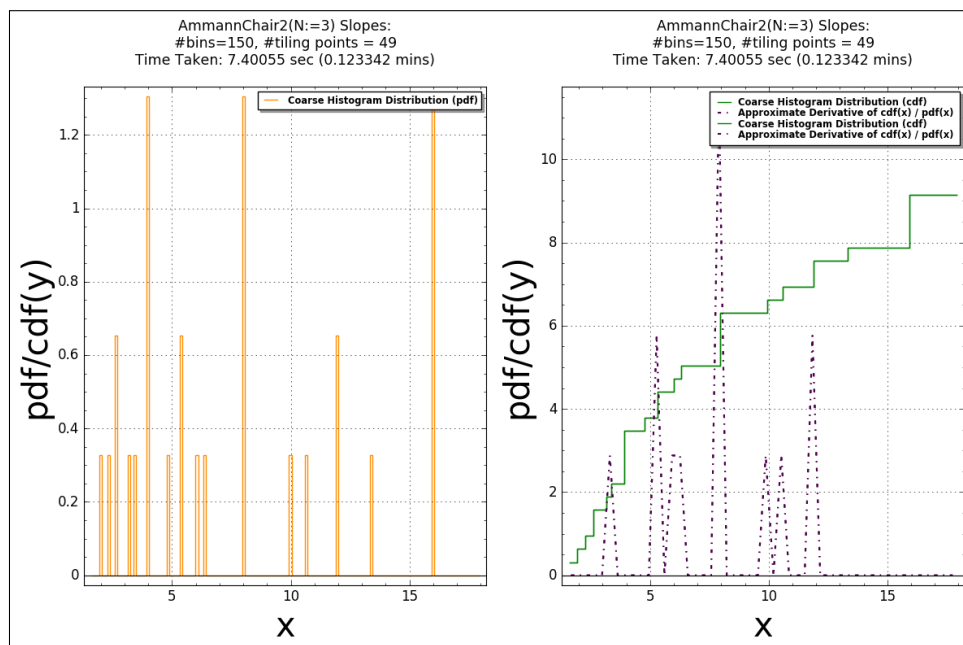 AmmannChair2(N:=3) Slopes:
#bins=150, #tiling points = 49
Time Taken: 7.40055 sec (0.123342 mins)
Coarse Histogram Distribution (pdf)
pdf/cdf(y)
1.2
1
0.8
0.6
0.4
0.2
0
5
10
15
x
AmmannChair2(N:=3) Slopes:
#bins=150, #tiling points = 49
Time Taken: 7.40055 sec (0.123342 mins)
Coarse Histogram Distribution (cdf)
Approximate Derivative of cdf(x) / pdf(x)
Coarse Histogram Distribution (cdf)
Approximate Derivative of cdf(x) / pdf(x)
pdf/cdf(y)
10
8
6
4
2
0
5
10
15
x